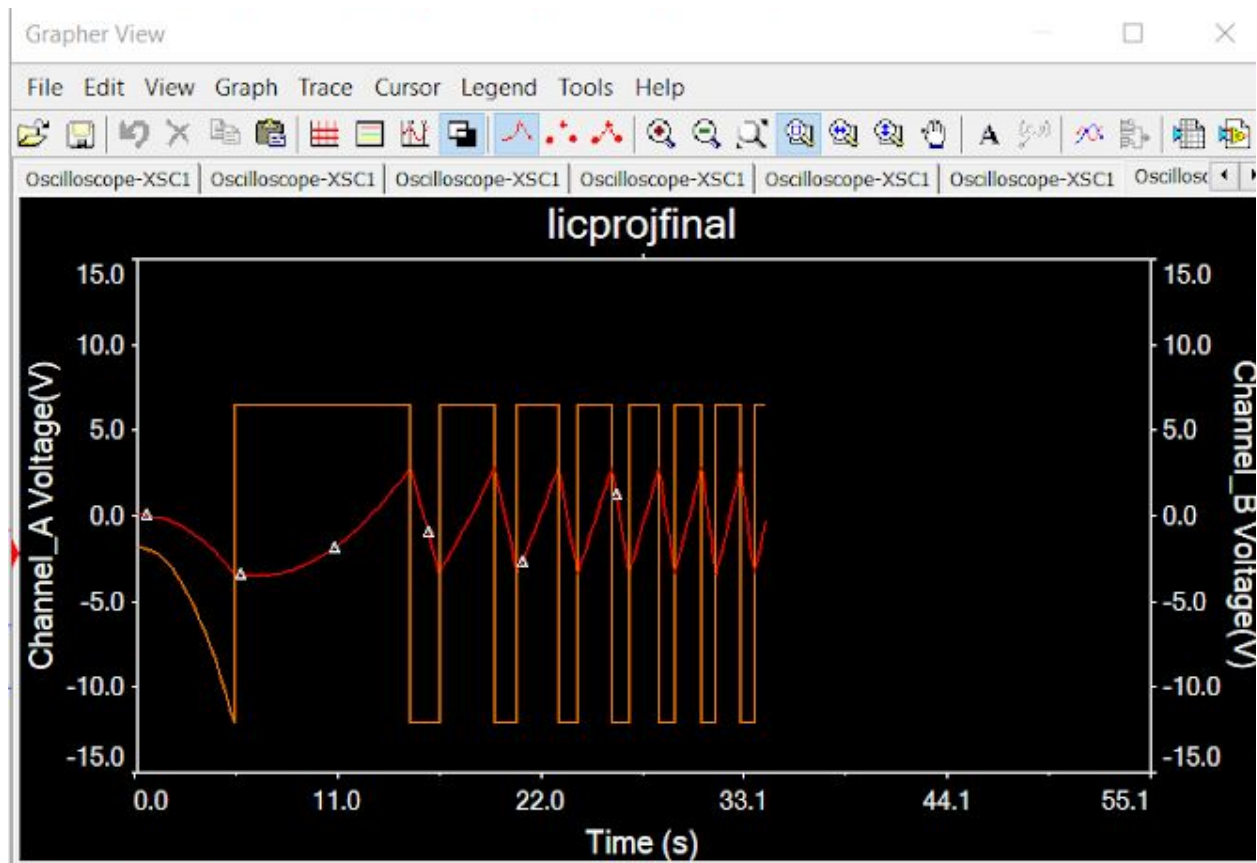 Grapher View
File Edit View Graph Trace Cursor Legend Tools Help
A
Oscilloscope-XSC1 Oscilloscope-XSC1 Oscilloscope-XSC1 Oscilloscope-XSC1 Oscilloscope-XSC1 Oscilloscope-XSC1 Oscillosc
licprojfinal
Channel_A Voltage(V)
15.0
10.0
5.0
0.0
-5.0
-10.0
-15.0
15.0
10.0
5.0
0.0
-5.0
-10.0
-15.0
Channel_B Voltage(V)
0.0 11.0 22.0 33.1 44.1 55.1
Time (s)